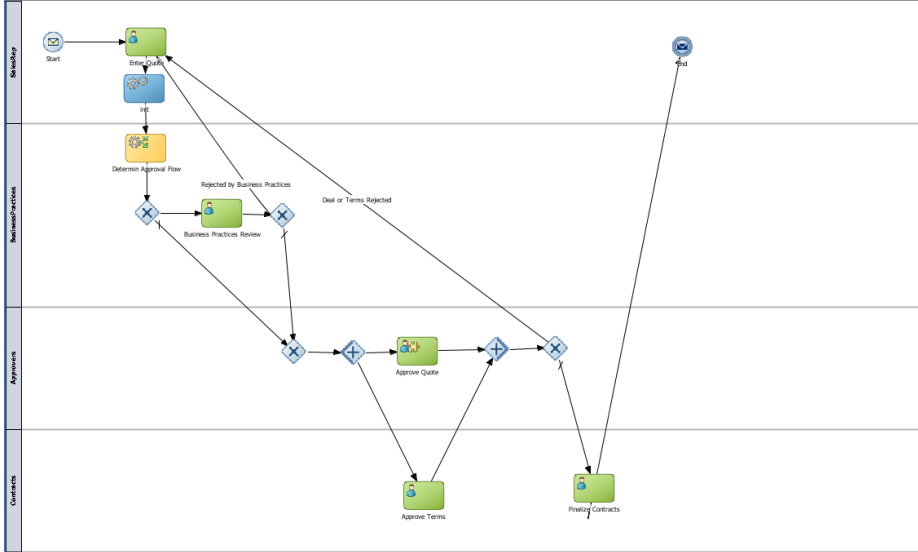 SalesRep
Start
Enter Quote
Init
End
BusinessPractices
Determin Approval Flow
Rejected by Business Practices
Deal or Terms Rejected
Business Practices Review
Approvers
Approve Quote
Contracts
Approve Terms
Finalize Contracts